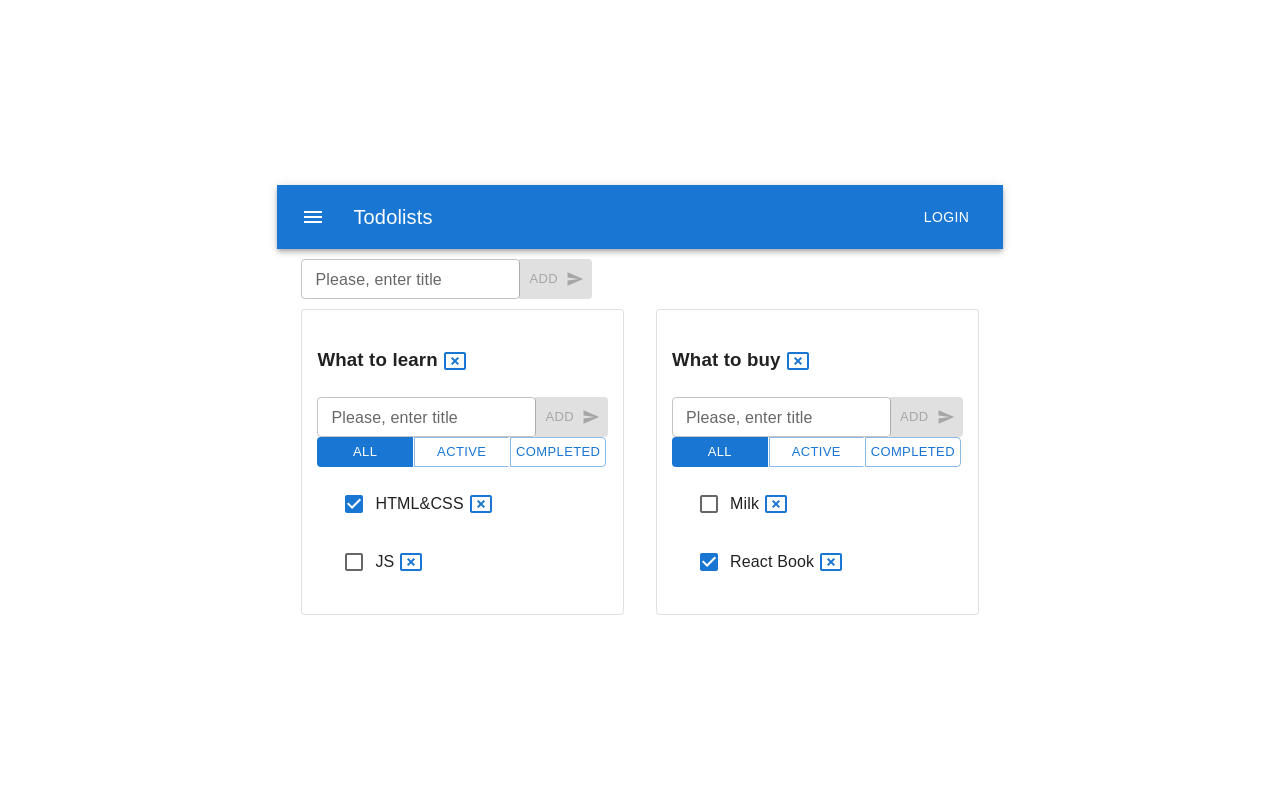 Todolists LOGIN
Please, enter title ADD
What to learn
Please, enter title ADD
ALL ACTIVE COMPLETED
HTML&CSS
JS
What to buy
Please, enter title ADD
ALL ACTIVE COMPLETED
Milk
React Book